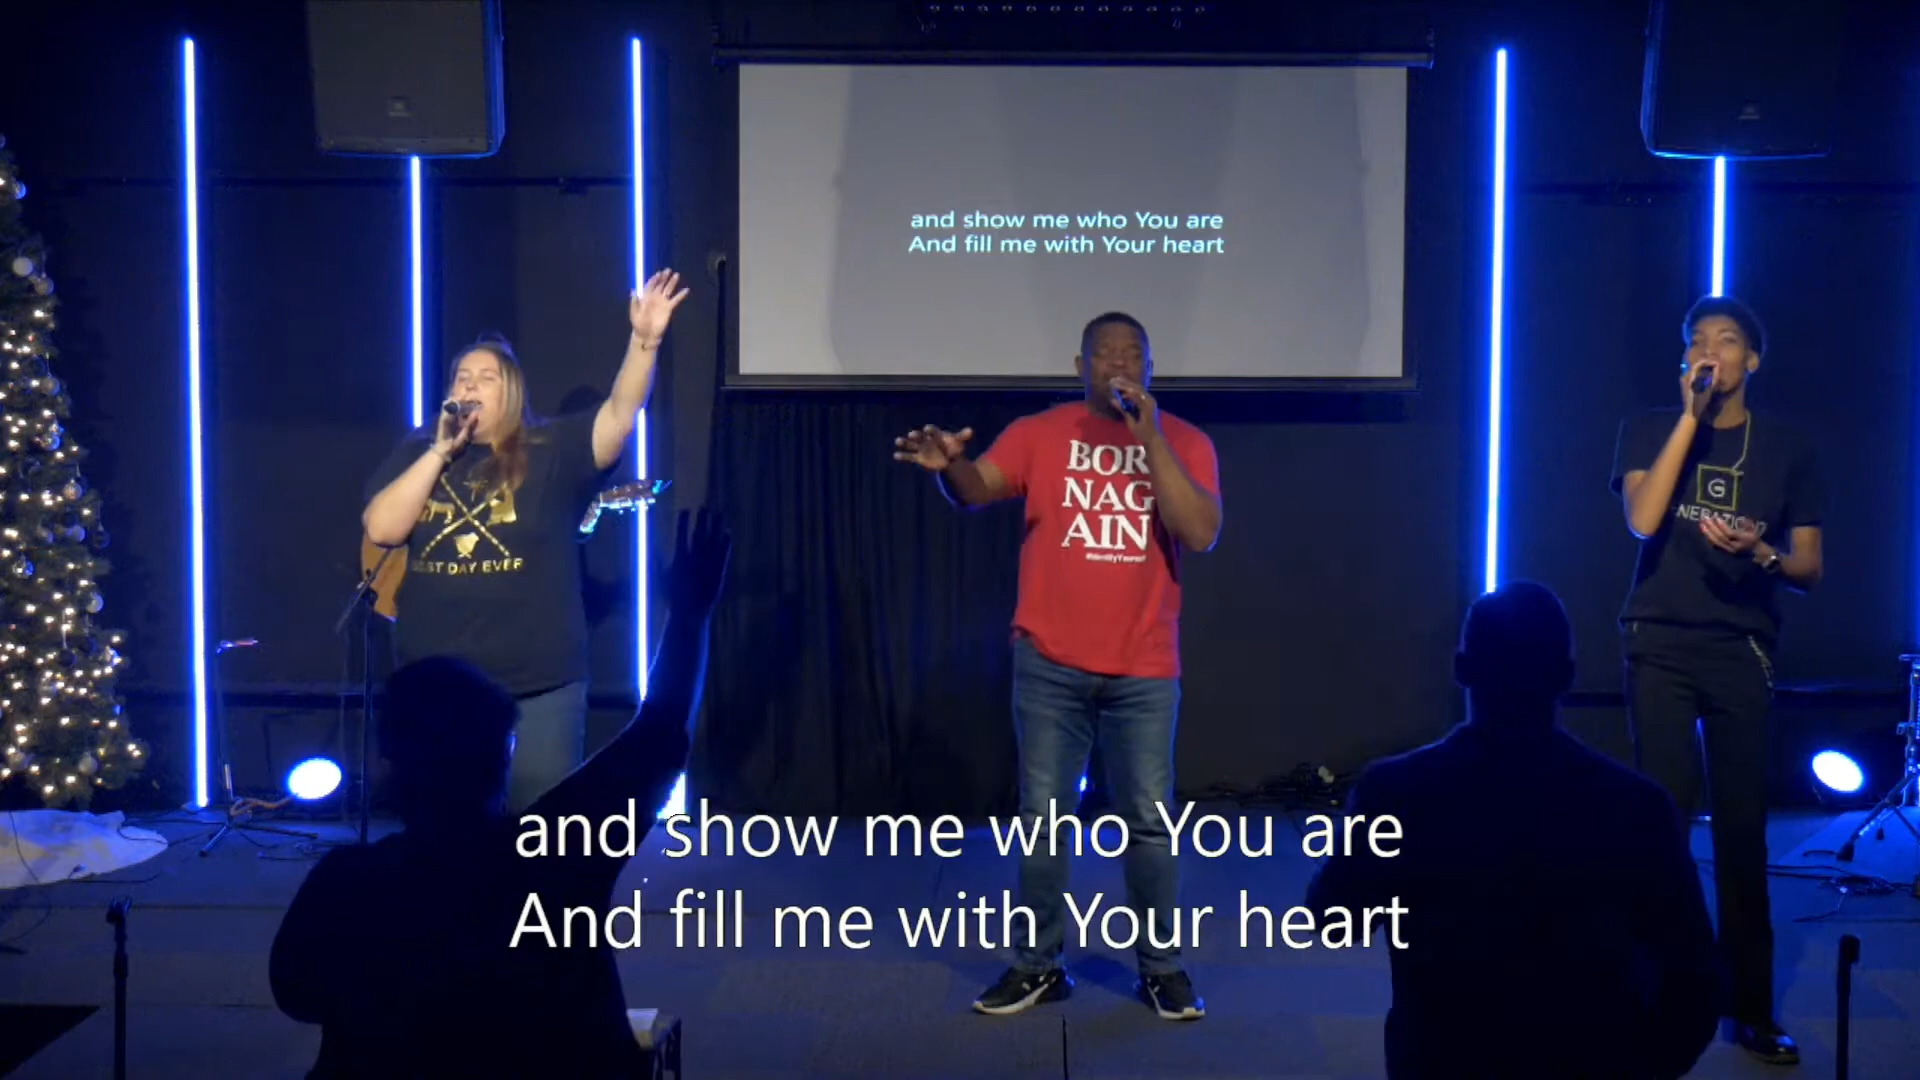 and show me who You are
And fill me with Your heart
BOR
NAG
AIN
G
DAY EVER
and show me who You are
And fill me with Your heart